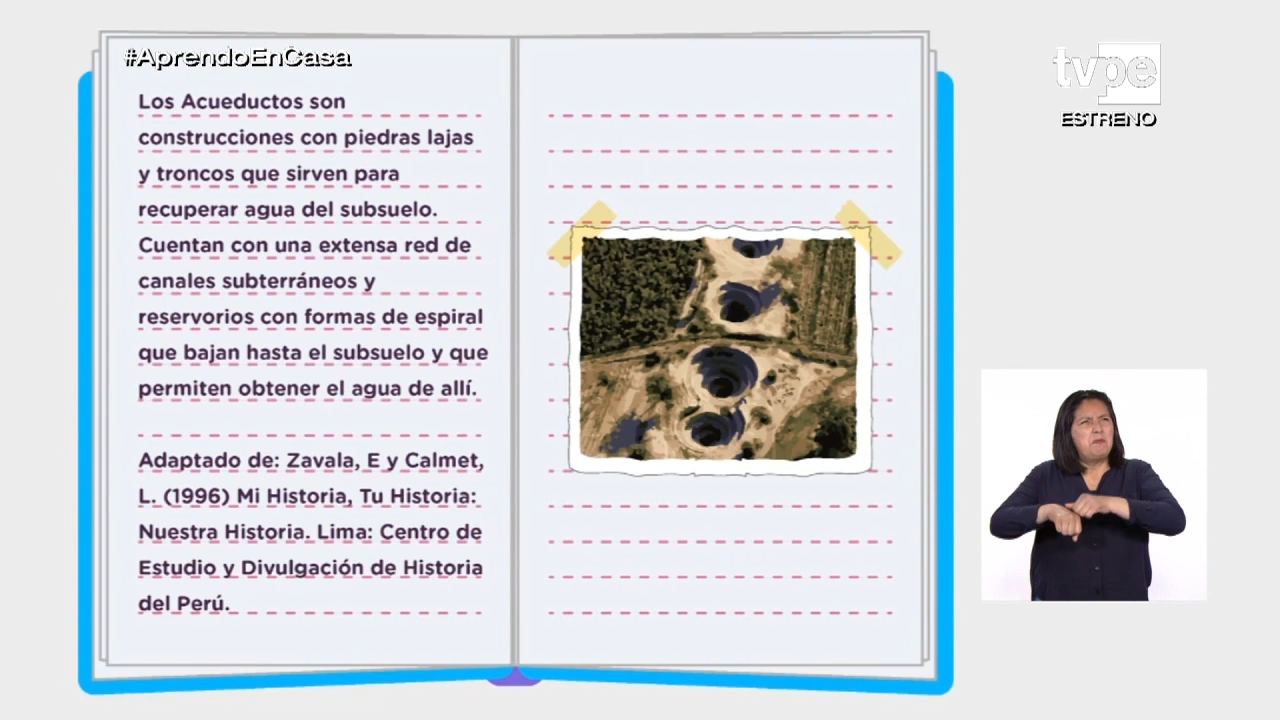 #AprendoEnCasa
Los Acueductos son
construcciones con piedras lajas
y troncos que sirven para
recuperar agua del subsuelo.
Cuentan con una extensa red de
canales subterráneos y
reservorios con formas de espiral
que bajan hasta el subsuelo y que
permiten obtener el agua de allí.
Adaptado de: Zavala, E y Calmet,
L. (1996) Mi Historia, Tu Historia:
Nuestra Historia. Lima: Centro de
Estudio y Divulgación de Historia
del Perú.
tvpe
ESTRENO